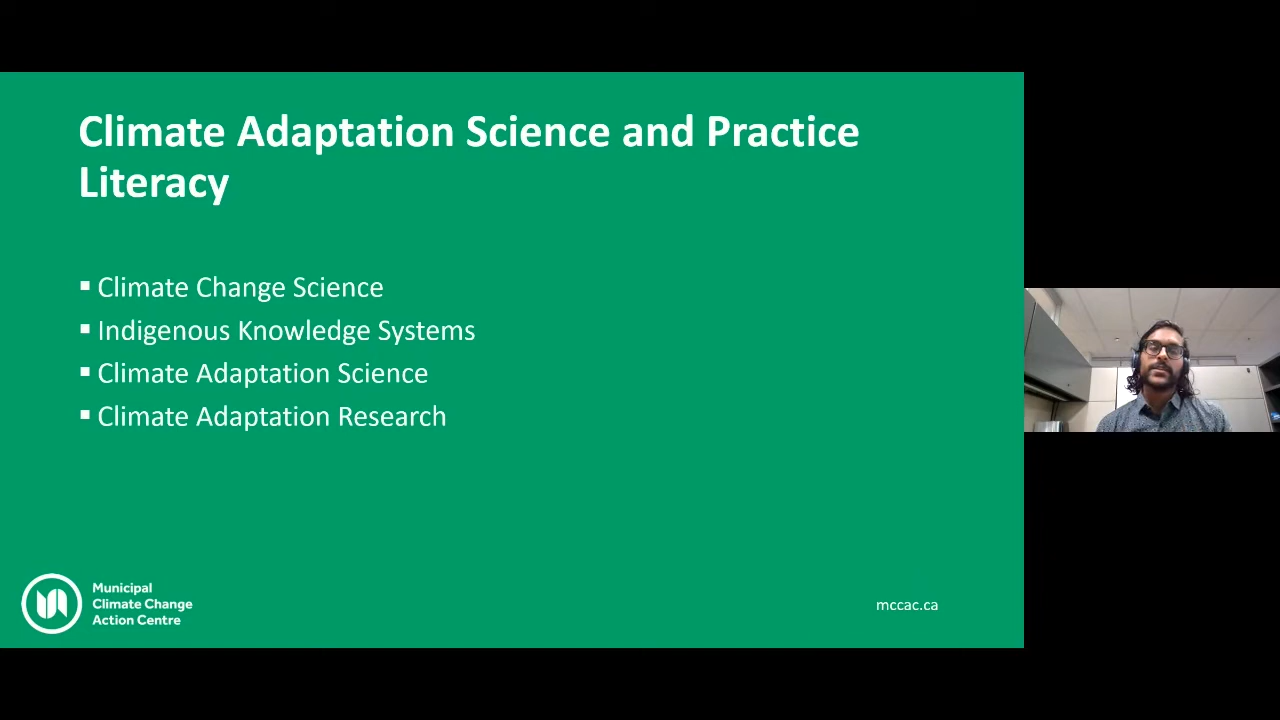 Climate Adaptation Science and Practice
Literacy
▪ Climate Change Science
▪ Indigenous Knowledge Systems
▪ Climate Adaptation Science
▪ Climate Adaptation Research
Municipal
Climate Change
Action Centre
mccac.ca